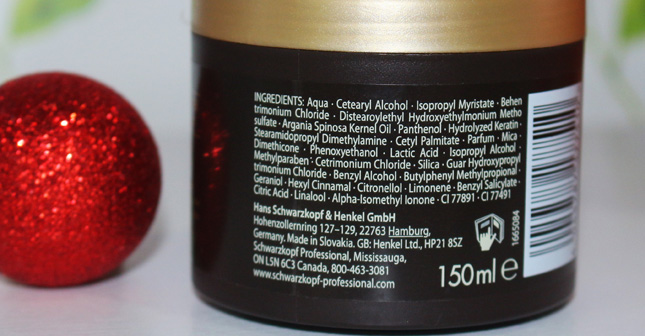 INGREDIENTS: Aqua · Cetearyl Alcohol · Isopropyl Myristate · Behen
trimonium Chloride · Distearoylethyl Hydroxyethylmonium Metho
sulfate · Argania Spinosa Kernel Oil · Panthenol · Hydrolyzed Keratin ·
Stearamidopropyl Dimethylamine · Cetyl Palmitate · Parfum · Mica ·
Dimethicone · Phenoxyethanol · Lactic Acid · Isopropyl Alcohol ·
Methylparaben · Cetrimonium Chloride · Silica · Guar Hydroxypropyl
trimonium Chloride · Benzyl Alcohol · Butylphenyl Methylpropional ·
Geraniol · Hexyl Cinnamal · Citronellol · Limonene · Benzyl Salicylate ·
Citric Acid · Linalool · Alpha-Isomethyl Ionone · CI 77891 · CI 77491
Hans Schwarzkopf & Henkel GmbH
Hohenzollernring 127–129, 22763 Hamburg,
Germany. Made in Slovakia. GB: Henkel Ltd., HP21 8SZ
Schwarzkopf Professional, Mississauga,
ON L5N 6C3 Canada, 800-463-3081
www.schwarzkopf-professional.com
150 ml e
1665084